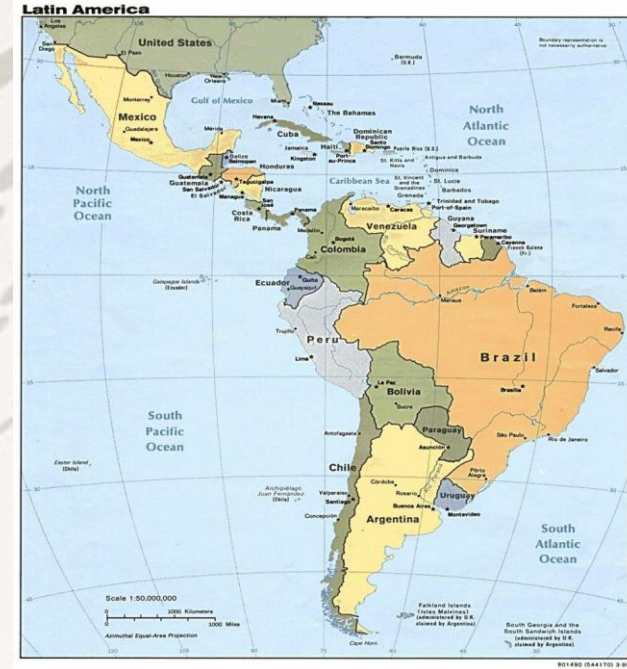 Latin America
Los Angeles
San Diego
El Paso
United States
Houston
New Orleans
Boundary representation is
not necessarily authoritative
Bermuda
(U.K.)
Monterrey
Gulf of Mexico
Miami
Nassau
The Bahamas
North
Atlantic
Ocean
Mexico
Guadalajara
Mexico
Mérida
Havana
Cuba
Jamaica
Kingston
Haiti
Port-
au-Prince
Dominican
Republic
Santo
Domingo
Puerto Rico (U.S.)
St. Kitts and
Nevis
Antigua and Barbuda
Dominica
St. Lucia
Barbados
St. Vincent
and the
Grenadines
Grenada
Trinidad and Tobago
Port-of-Spain
Belize
Belmopan
Honduras
Tegucigalpa
Guatemala
Guatemala
San Salvador
El Salvador
Nicaragua
Managua
Costa
Rica
San
José
Panama
Panama
Caribbean Sea
North
Pacific
Ocean
Maracaibo
Caracas
Venezuela
Guyana
Georgetown
Suriname
Paramaribo
Cayenne
French Guiana
(Fr.)
Medellín
Bogotá
Cali
Colombia
Galapagos Islands
(Ecuador)
Ecuador
Quito
Guayaquil
Amazon
Manaus
Belém
Fortaleza
Recife
Trujillo
Peru
Lima
Brazil
Salvador
La Paz
Bolivia
Sucre
Brasília
South
Pacific
Ocean
Antofagasta
Paraguay
Asunción
São Paulo
Rio de Janeiro
Easter Island
(Chile)
Chile
Archipiélago
Juan Fernández
(Chile)
Valparaíso
Santiago
Concepción
Córdoba
Rosario
Rio Paraná
Buenos Aires
Argentina
Pôrto
Alegre
Uruguay
Montevideo
South
Atlantic
Ocean
Scale 1:50,000,000
0 1000 Kilometers
0 1000 Miles
Azimuthal Equal-Area Projection
Falkland Islands
(Islas Malvinas)
(administered by U.K.
claimed by Argentina)
South Georgia and the
South Sandwich Islands
(administered by U.K.
claimed by Argentina)
Cape Horn